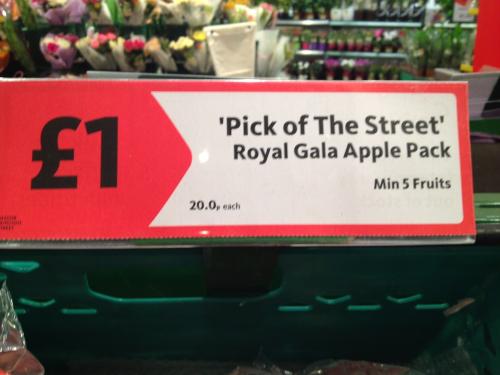 £1
'Pick of The Street'
Royal Gala Apple Pack
Min 5 Fruits
20.0p each